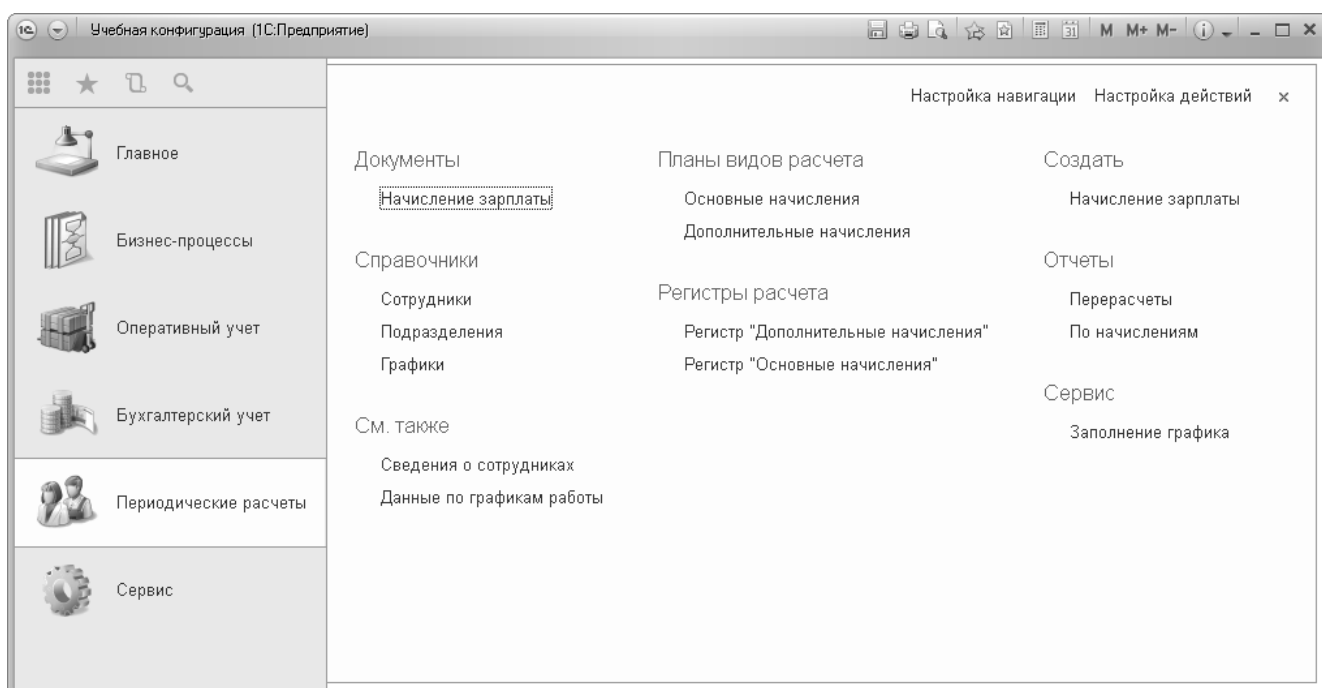 Учебная конфигурация (1С:Предприятие)
31 M M+ M-
Настройка навигации Настройка действий
Главное
Бизнес-процессы
Оперативный учет
Бухгалтерский учет
Периодические расчеты
Сервис
Документы
Начисление зарплаты
Справочники
Сотрудники
Подразделения
Графики
См. также
Сведения о сотрудниках
Данные по графикам работы
Планы видов расчета
Основные начисления
Дополнительные начисления
Регистры расчета
Регистр "Дополнительные начисления"
Регистр "Основные начисления"
Создать
Начисление зарплаты
Отчеты
Перерасчеты
По начислениям
Сервис
Заполнение графика